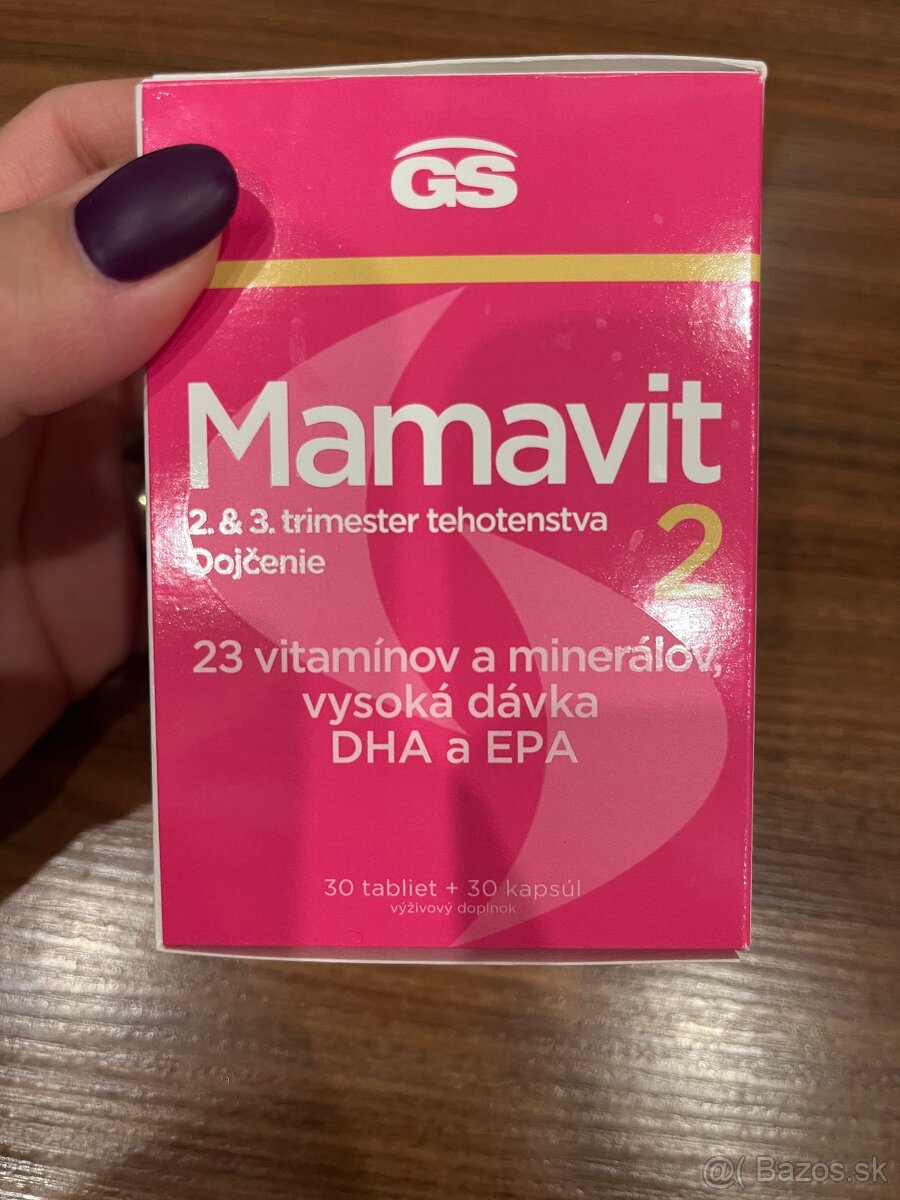 GS
Mamavit
2. & 3. trimester tehotenstva
Dojčenie
2
23 vitamínov a minerálov,
vysoká dávka
DHA a EPA
30 tabliet + 30 kapsúl
výživový doplnok
@( Bazos.sk